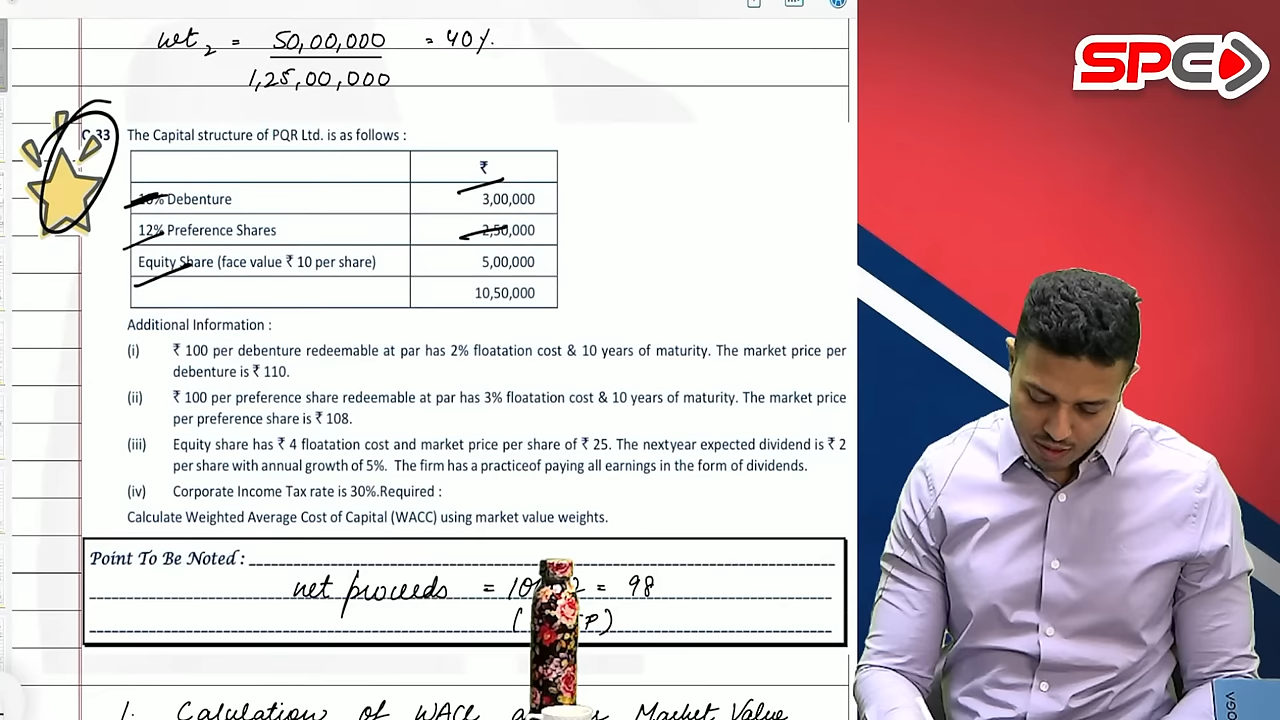 wt2 = 50,00,000 = 40%
1,25,00,000
SPC
33 The Capital structure of PQR Ltd. is as follows :
₹
Debenture 3,00,000
12% Preference Shares 2,50,000
Equity Share (face value ₹ 10 per share) 5,00,000
10,50,000
Additional Information :
(i) ₹ 100 per debenture redeemable at par has 2% floatation cost & 10 years of maturity. The market price per
debenture is ₹ 110.
(ii) ₹ 100 per preference share redeemable at par has 3% floatation cost & 10 years of maturity. The market price
per preference share is ₹ 108.
(iii) Equity share has ₹ 4 floatation cost and market price per share of ₹ 25. The nextyear expected dividend is ₹ 2
per share with annual growth of 5%. The firm has a practiceof paying all earnings in the form of dividends.
(iv) Corporate Income Tax rate is 30%.Required :
Calculate Weighted Average Cost of Capital (WACC) using market value weights.
Point To Be Noted :
net proceeds = = 98
1. Calculation of WACC Market Value